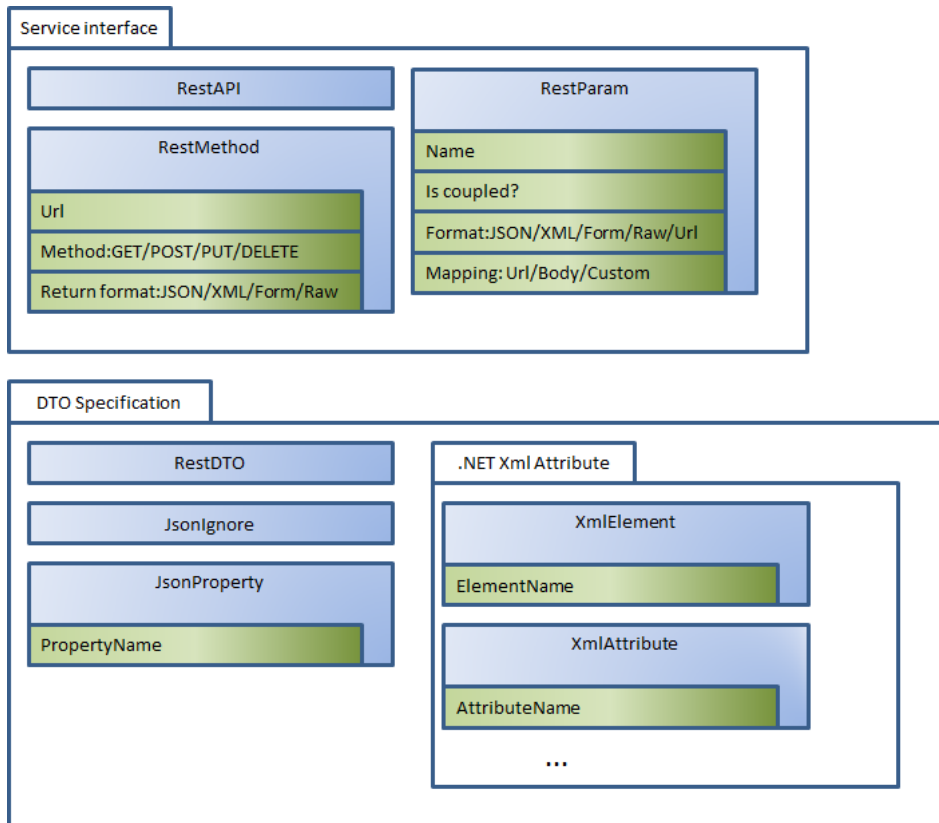 Service interface
RestAPI
RestMethod
Url
Method:GET/POST/PUT/DELETE
Return format:JSON/XML/Form/Raw
RestParam
Name
Is coupled?
Format:JSON/XML/Form/Raw/Url
Mapping: Url/Body/Custom
DTO Specification
RestDTO
JsonIgnore
JsonProperty
PropertyName
.NET Xml Attribute
XmlElement
ElementName
XmlAttribute
AttributeName
...